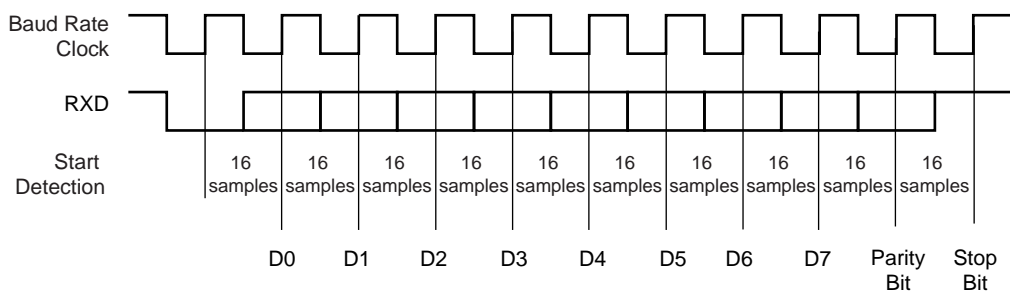 Baud Rate
Clock
RXD
Start
Detection
16 16 16 16 16 16 16 16 16 16
samples samples samples samples samples samples samples samples samples samples
D0 D1 D2 D3 D4 D5 D6 D7 Parity Stop
Bit Bit